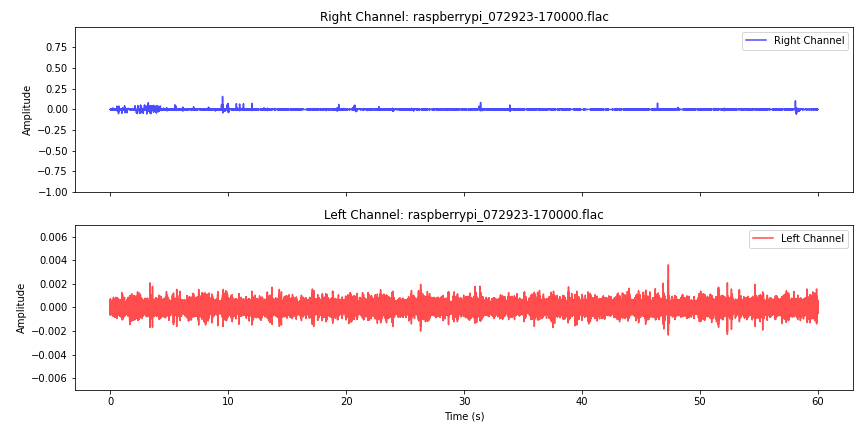 Right Channel: raspberrypi_072923-170000.flac
Right Channel
0.75
0.50
0.25
0.00
−0.25
−0.50
−0.75
−1.00
Amplitude
Left Channel: raspberrypi_072923-170000.flac
Left Channel
0.006
0.004
0.002
0.000
−0.002
−0.004
−0.006
Amplitude
0 10 20 30 40 50 60
Time (s)